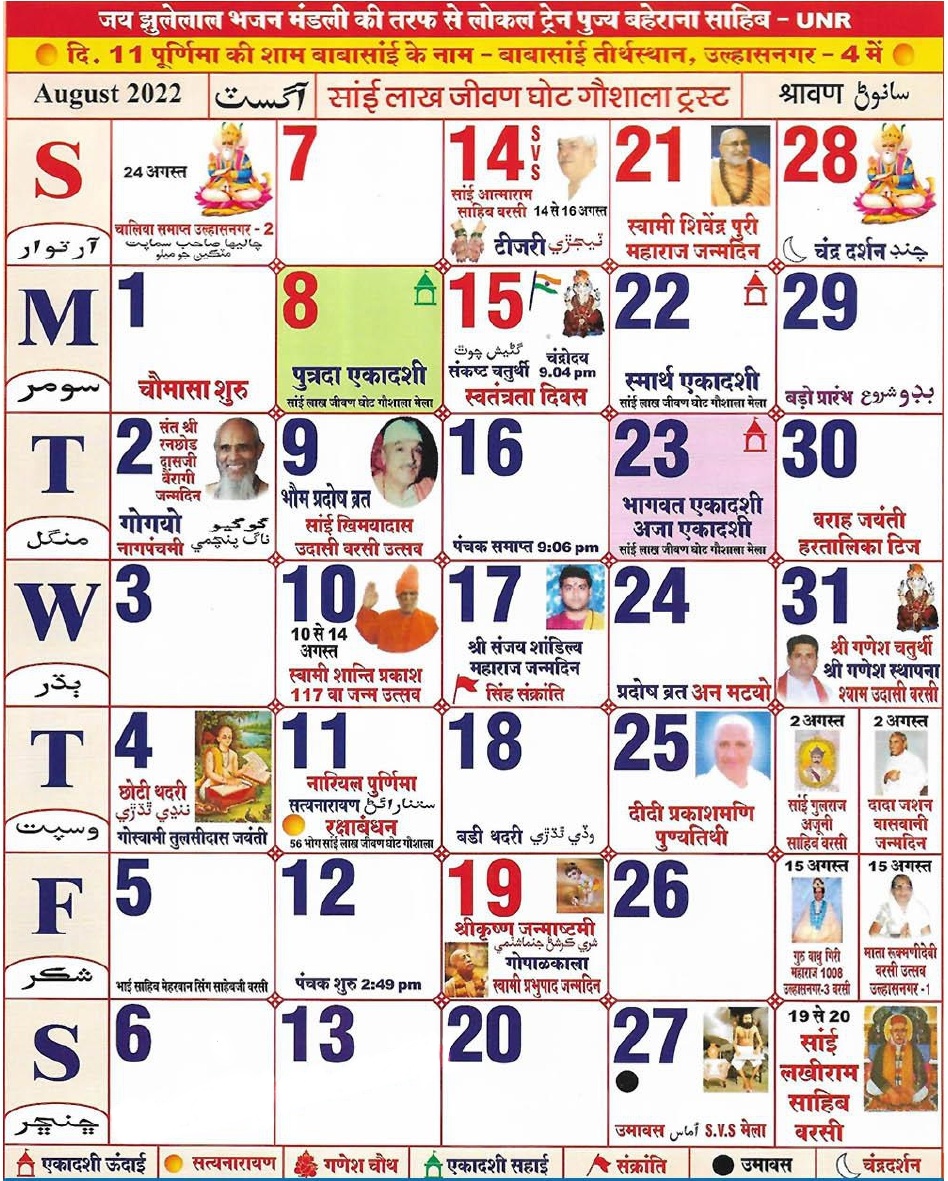 जय झुलेलाल भजन मंडली की तरफ से लोकल ट्रेन पुज्य बहेराना साहिब – UNR
दि. 11 पूर्णिमा की शाम बाबासांई के नाम – बाबासांई तीर्थस्थान, उल्हासनगर – 4 में
August 2022 آگسٽ सांई लाख जीवण घोट गौशाला ट्रस्ट श्रावण سانوڻ
S
آرتوار
24 अगस्त
चालिया समाप्त उल्हासनगर - 2
چاليها صاحب سماپت
7
14
S
V
S
सांई आत्माराम
साहिब वरसी 14 से 16 अगस्त
टीजरी ٽيجڙي
21
स्वामी शिवेंद्र पुरी
महाराज जन्मदिन
28
चंद्र दर्शन چنڊ
M
سومر
1
चौमासा शुरु
8
पुत्रदा एकादशी
सांई लाख जीवण घोट गौशाला मेला
15
گڻيش چوٿ चंद्रोदय
संकष्ट चतुर्थी 9.04 pm
स्वतंत्रता दिवस
22
स्मार्थ एकादशी
सांई लाख जीवण घोट गौशाला मेला
29
बड़ो प्रारंभ ٻڍو شروع
T
منگل
2
संत श्री
रनछोड
दासजी
बैरागी
जन्मदिन
गोगयो گوگيو
नागपंचमी ناگ پنچمي
9
भौम प्रदोष व्रत
सांई खिमयादास
उदासी वरसी उत्सव
16
पंचक समाप्त 9:06 pm
23
भागवत एकादशी
अजा एकादशी
सांई लाख जीवण घोट गौशाला मेला
30
वराह जयंती
हरतालिका टिज
W
ٻڌر
3
10
10 से 14
अगस्त
स्वामी शान्ति प्रकाश
117 वा जन्म उत्सव
17
श्री संजय शांडिल्य
महाराज जन्मदिन
सिंह संक्रांति
24
प्रदोष व्रत अन मटयो
31
श्री गणेश चतुर्थी
श्री गणेश स्थापना
श्याम उदासी वरसी
T
وسپت
4
छोटी थदरी
ننڍي ٿڌڙي
गोस्वामी तुलसीदास जयंती
11
नारियल पुर्णिमा
सत्यनारायण ستنارائڻ
रक्षाबंधन
56 भोग सांई लाख जीवण घोट गौशाला
18
बडी थदरी وڏي ٿڌڙي
25
दीदी प्रकाशमणि
पुण्यतिथी
2 अगस्त
सांई गुलराज
अजूनी
साहिब वरसी
2 अगस्त
दादा जशन
वासवानी
जन्मदिन
F
شڪر
5
भाई साहिब मेहरवान सिंग साहेबजी वरसी
12
पंचक शुरु 2:49 pm
19
श्रीकृष्ण जन्माष्टमी
شري ڪرشڻ جنماشٽمي
गोपाळकाला
स्वामी प्रभुपाद जन्मदिन
26
15 अगस्त
गुरु वाधु गिरी
महाराज 1008
उल्हासनगर-3 वरसी
15 अगस्त
माता रूक्मणीदेवी
वरसी उत्सव
उल्हासनगर -1
S
ڇنڇر
6
13
20
27
उमावस آماس S.V.S मेला
19 से 20
सांई
लखीराम
साहिब
वरसी
एकादशी ऊंदाई सत्यनारायण गणेश चौथ एकादशी सहाई संक्रांति उमावस चंद्रदर्शन